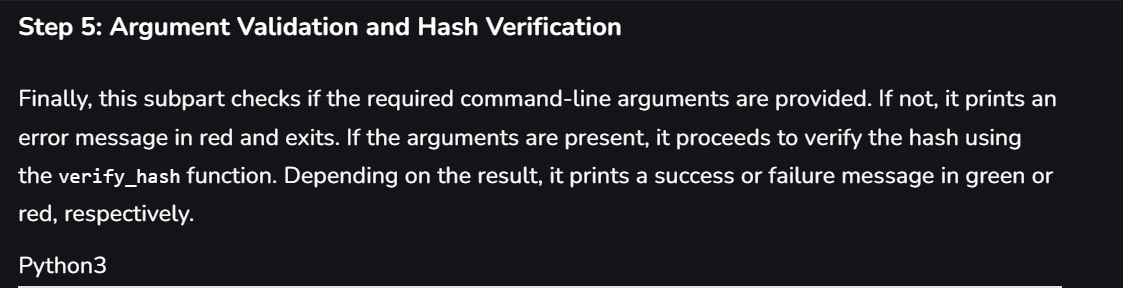 Step 5: Argument Validation and Hash Verification
Finally, this subpart checks if the required command-line arguments are provided. If not, it prints an
error message in red and exits. If the arguments are present, it proceeds to verify the hash using
the verify_hash function. Depending on the result, it prints a success or failure message in green or
red, respectively.
Python3